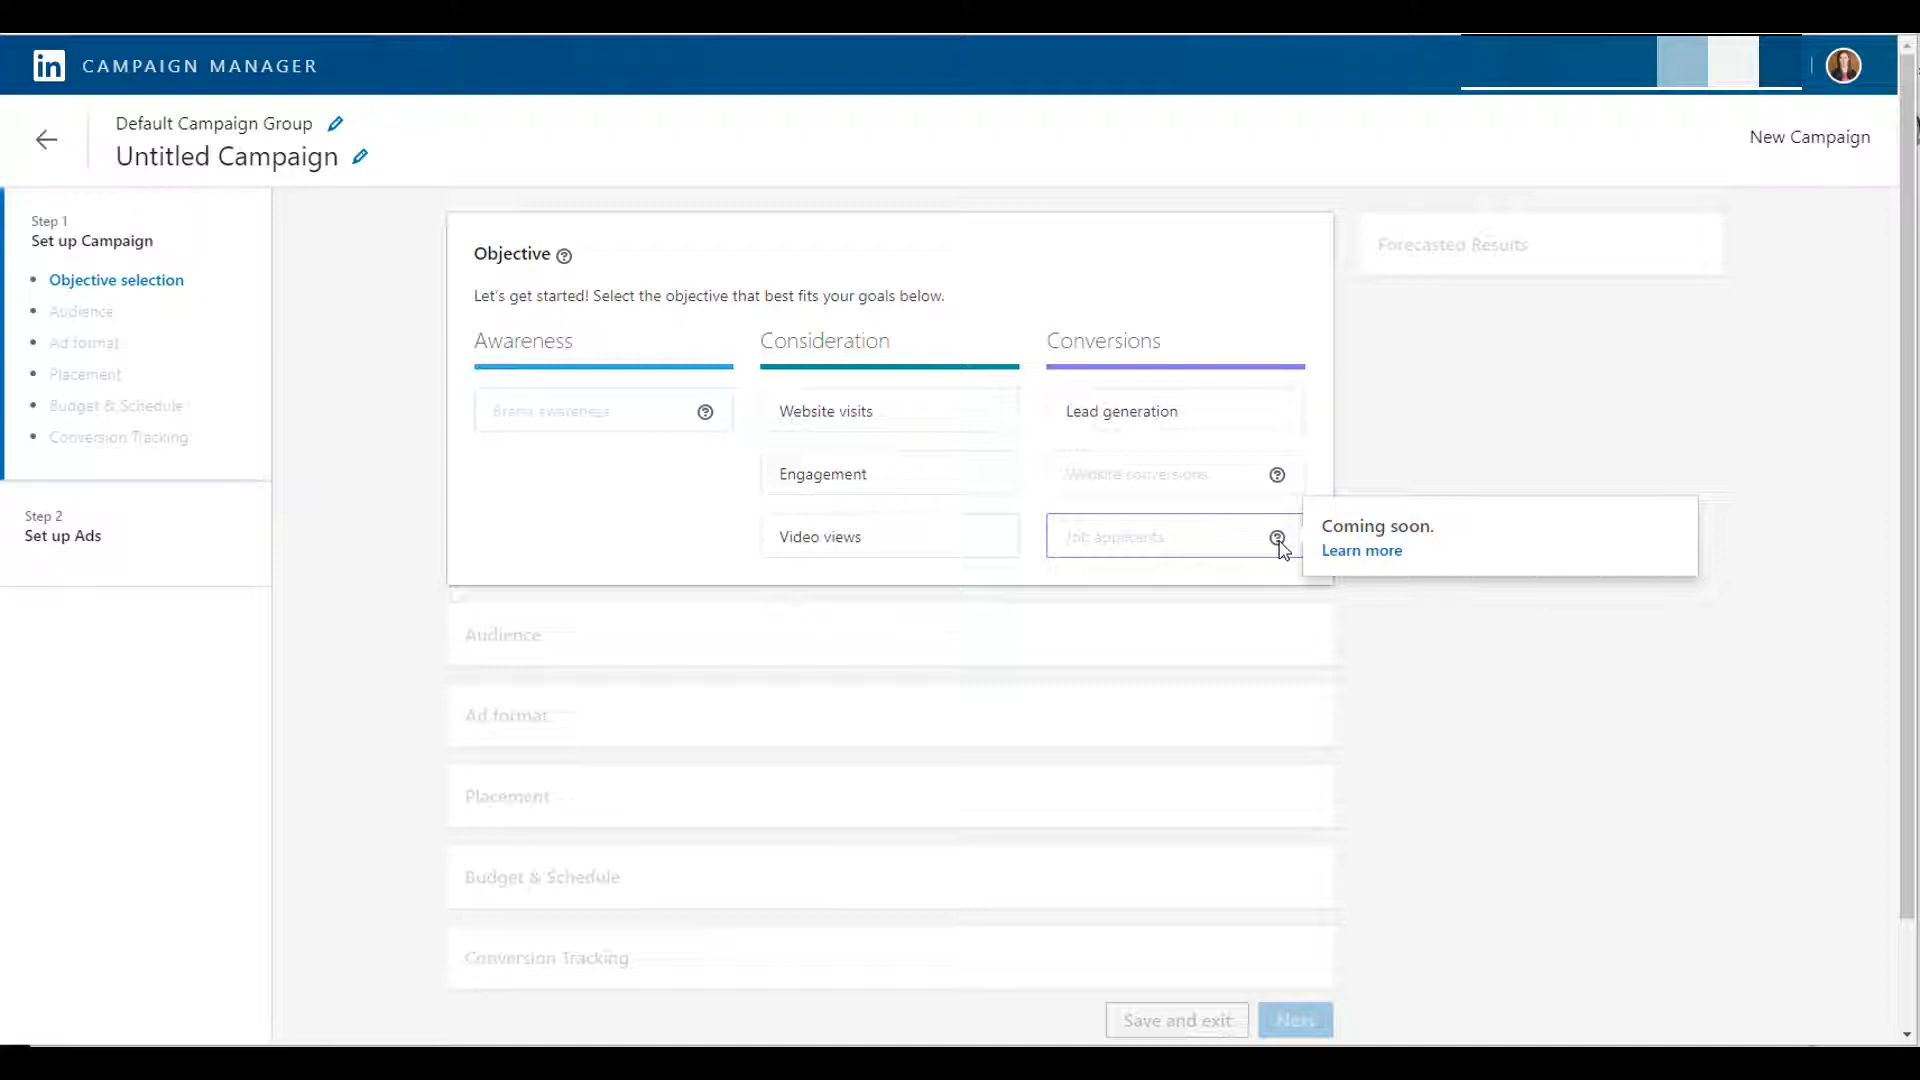 in CAMPAIGN MANAGER
Default Campaign Group
Untitled Campaign
New Campaign
Step 1
Set up Campaign
Objective selection
Audience
Ad format
Placement
Budget & Schedule
Conversion Tracking
Step 2
Set up Ads
Objective
Let's get started! Select the objective that best fits your goals below.
Awareness
Consideration
Conversions
Brand awareness
Website visits
Lead generation
Engagement
Website conversions
Video views
Job applicants
Coming soon.
Learn more
Forecasted Results
Audience
Ad format
Placement
Budget & Schedule
Conversion Tracking
Save and exit
Next